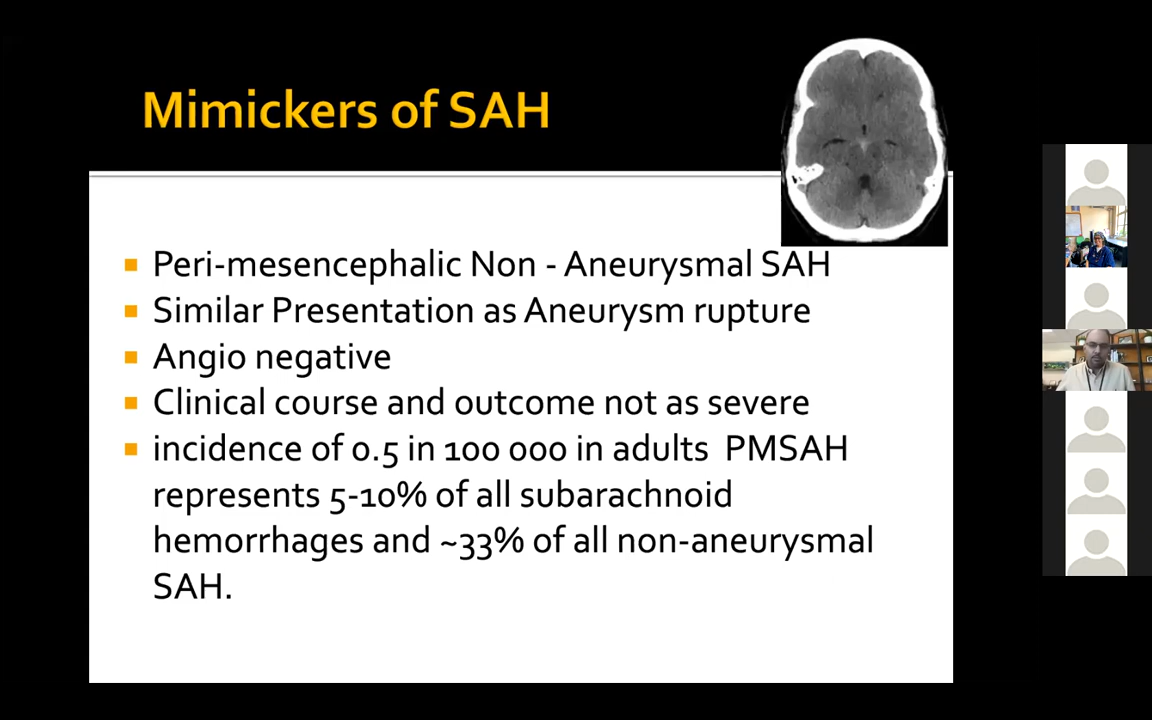 Mimickers of SAH
Peri-mesencephalic Non - Aneurysmal SAH
Similar Presentation as Aneurysm rupture
Angio negative
Clinical course and outcome not as severe
incidence of 0.5 in 100 000 in adults  PMSAH
represents 5-10% of all subarachnoid
hemorrhages and ~33% of all non-aneurysmal
SAH.